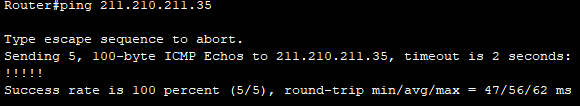 Router#ping 211.210.211.35
Type escape sequence to abort.
Sending 5, 100-byte ICMP Echos to 211.210.211.35, timeout is 2 seconds:
!!!!!
Success rate is 100 percent (5/5), round-trip min/avg/max = 47/56/62 ms